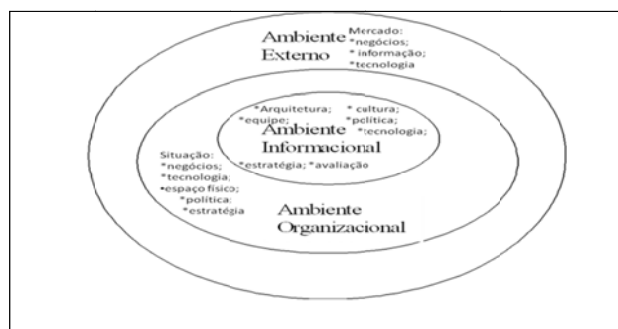 Ambiente
Externo
Mercado:
*negócios;
* informação;
*tecnologia
*Arquitetura; * cultura;
*equipe; *política;
*tecnologia;
Ambiente
Informacional
*estratégia; *avaliação
Situação:
*negócios;
*tecnologia;
•espaço físico;
*política;
*estratégia
Ambiente
Organizacional